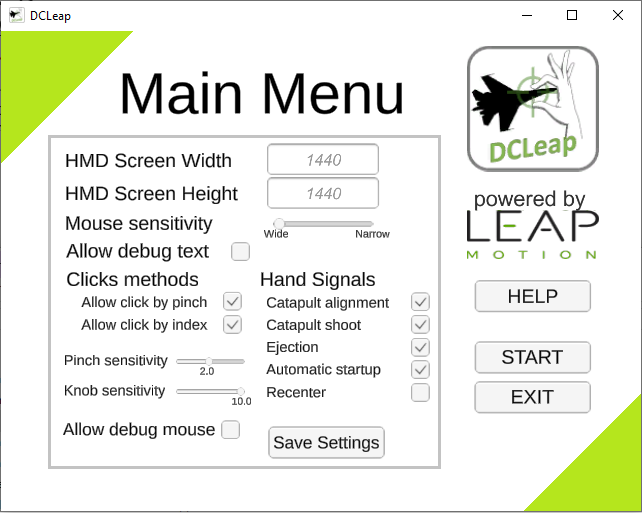 DCLeap
Main Menu
HMD Screen Width 1440
HMD Screen Height 1440
Mouse sensitivity
Wide Narrow
Allow debug text
Clicks methods
Allow click by pinch
Allow click by index
Pinch sensitivity
2.0
Knob sensitivity
10.0
Allow debug mouse
Hand Signals
Catapult alignment
Catapult shoot
Ejection
Automatic startup
Recenter
Save Settings
DCLeap
powered by
LEAP
MOTION
HELP
START
EXIT